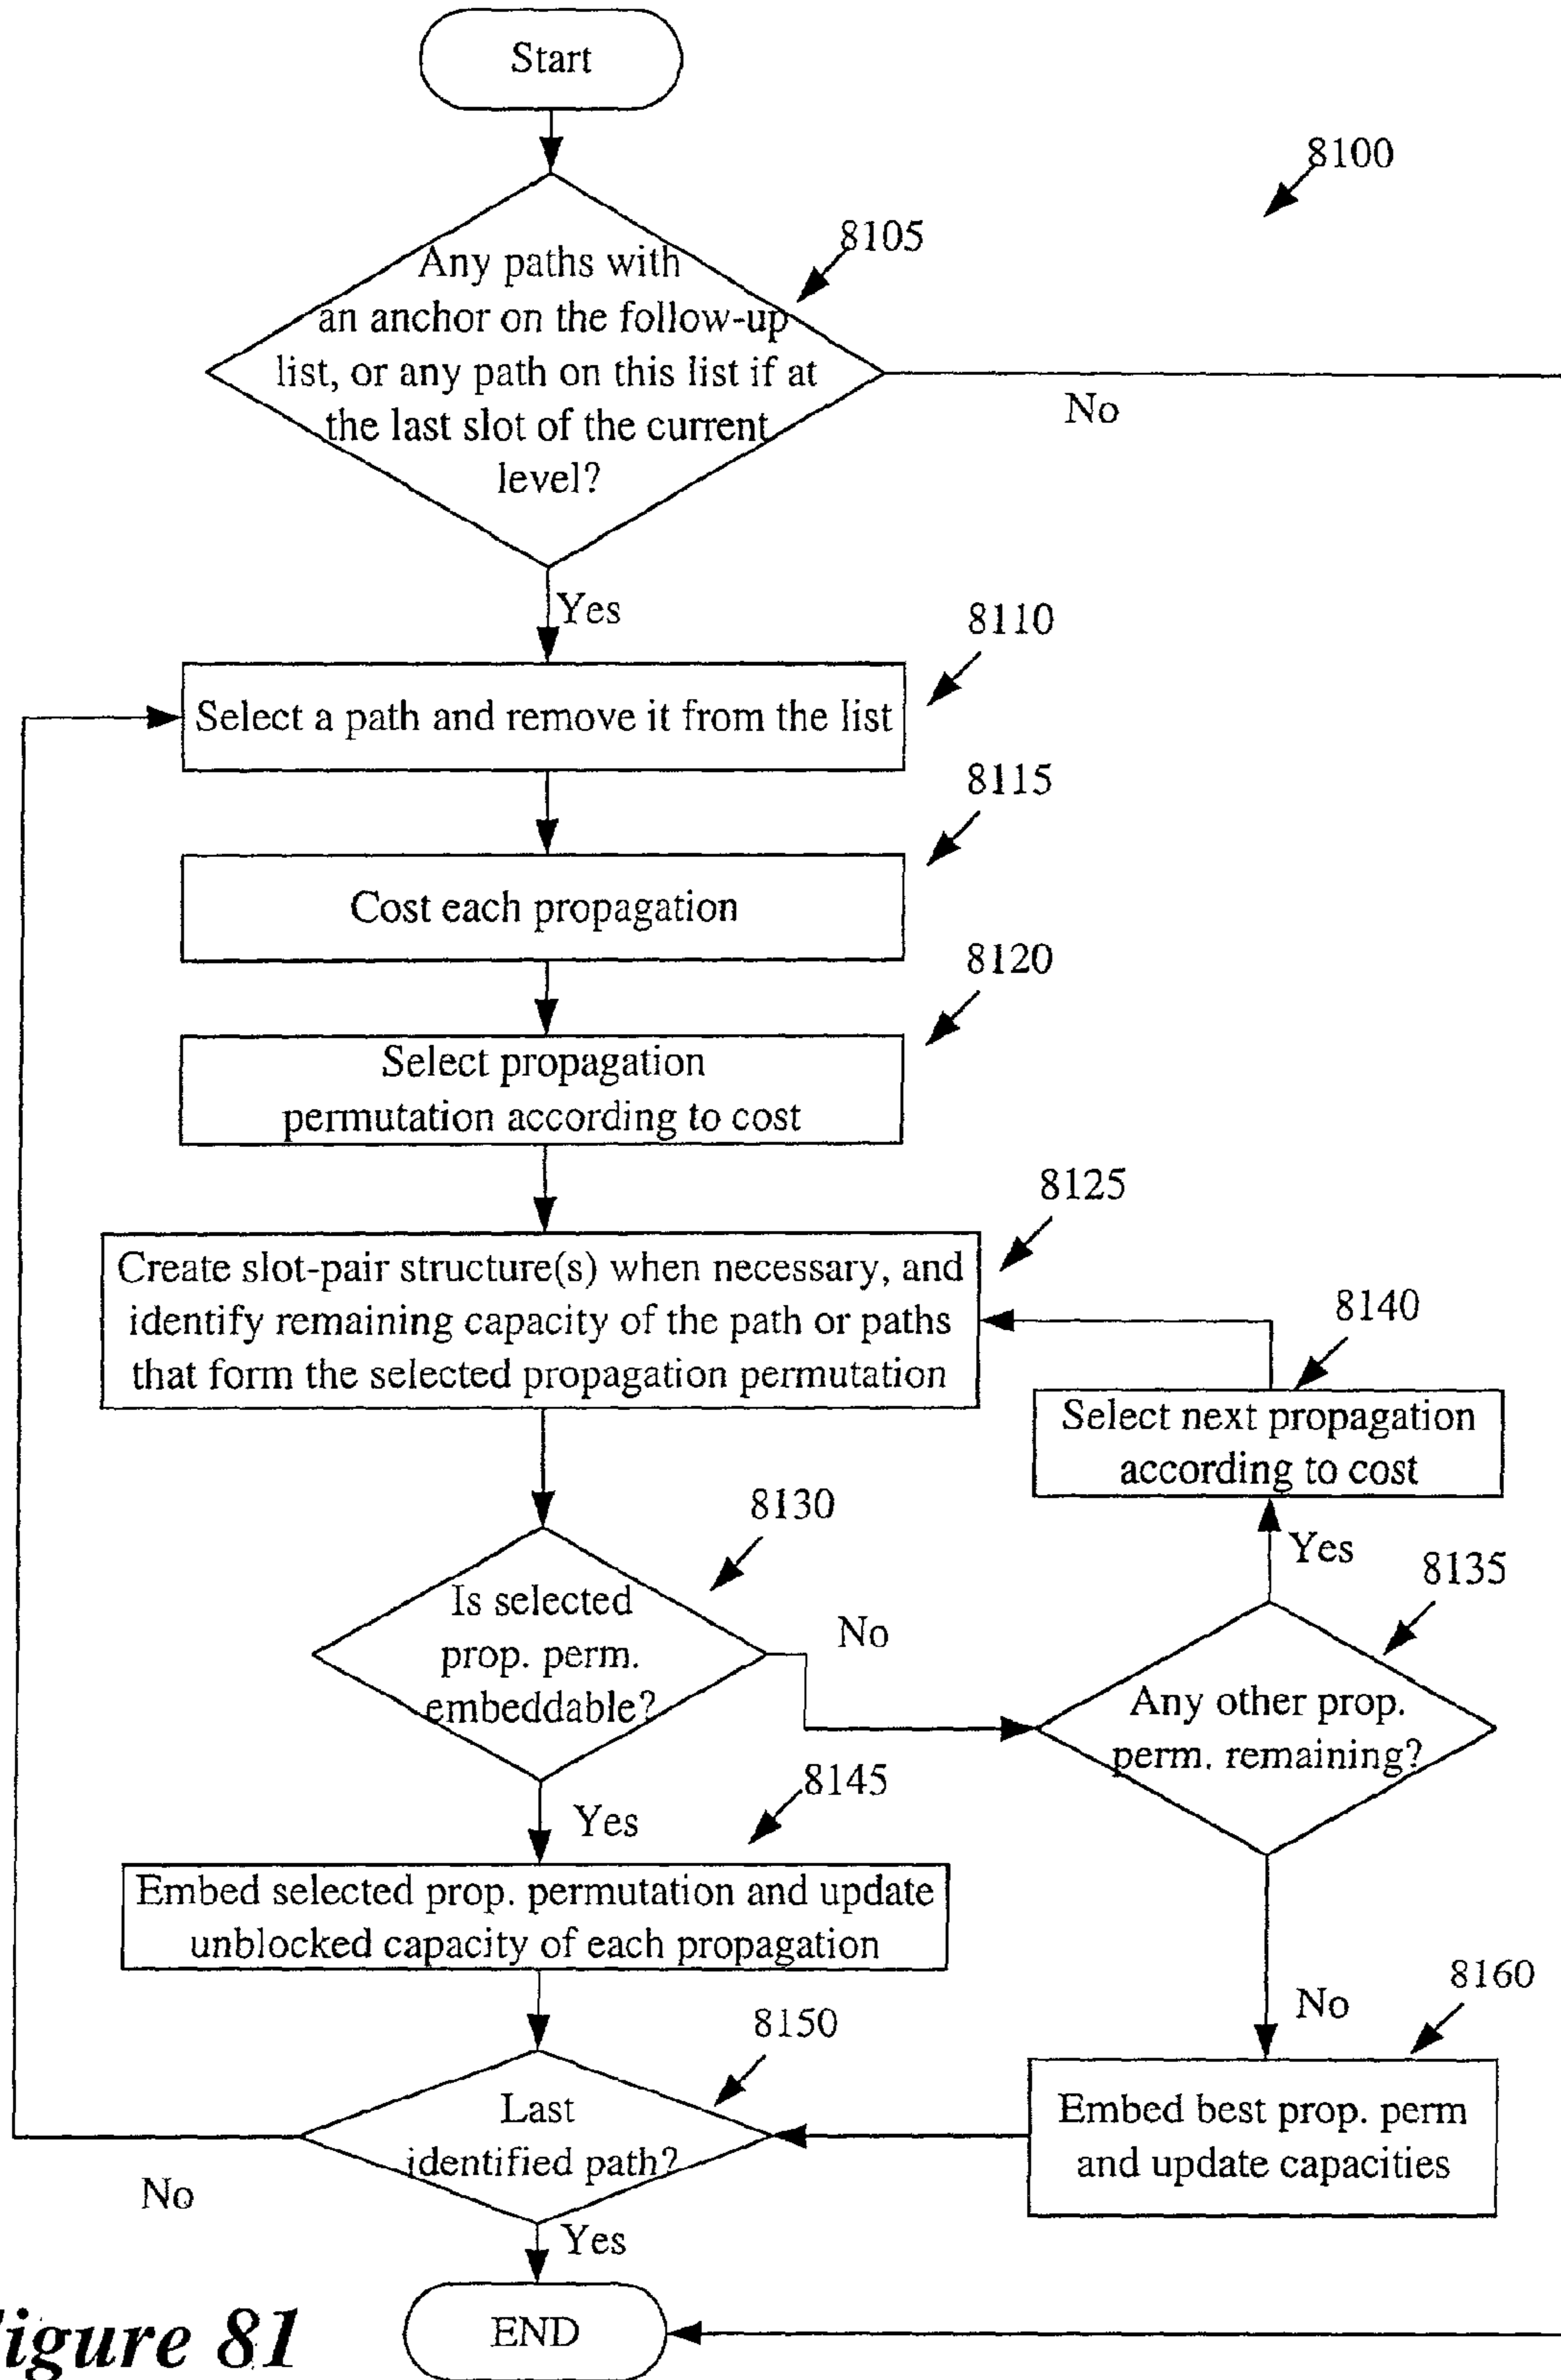 Start
8100
8105
Any paths with
an anchor on the follow-up
list, or any path on this list if at
the last slot of the current
level?
No
Yes
8110
Select a path and remove it from the list
8115
Cost each propagation
8120
Select propagation
permutation according to cost
8125
Create slot-pair structure(s) when necessary, and
identify remaining capacity of the path or paths
that form the selected propagation permutation
8140
Select next propagation
according to cost
8130
Is selected
prop. perm.
embeddable?
No
Yes
8135
Any other prop.
perm. remaining?
8145
Yes
Embed selected prop. permutation and update
unblocked capacity of each propagation
No
8160
8150
Last
identified path?
Embed best prop. perm
and update capacities
No
Yes
END
igure 81